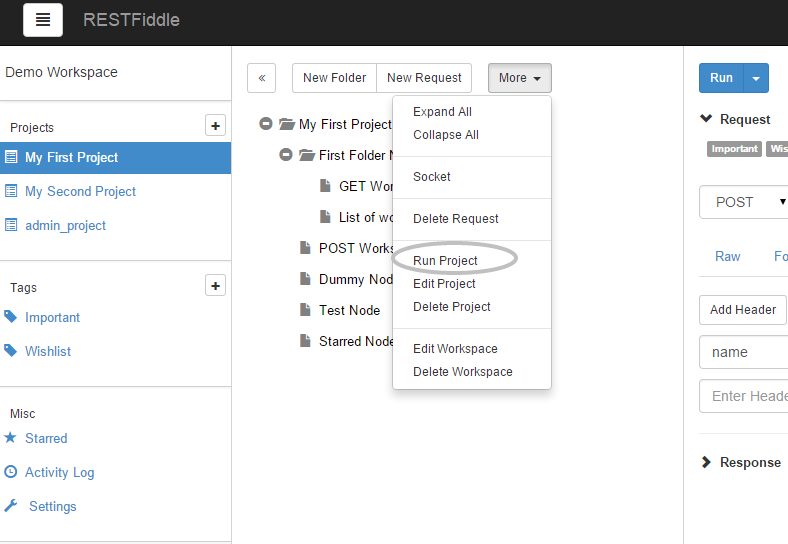 RESTFiddle
Demo Workspace
Projects
+
My First Project
My Second Project
admin_project
Tags
+
Important
Wishlist
Misc
Starred
Activity Log
Settings
«
New Folder
New Request
More
My First Project
First Folder N
GET Wor
List of wo
POST Works
Dummy Nod
Test Node
Starred Node
Expand All
Collapse All
Socket
Delete Request
Run Project
Edit Project
Delete Project
Edit Workspace
Delete Workspace
Run
Request
Important
Wis
POST
Raw
Fo
Add Header
name
Enter Heade
Response